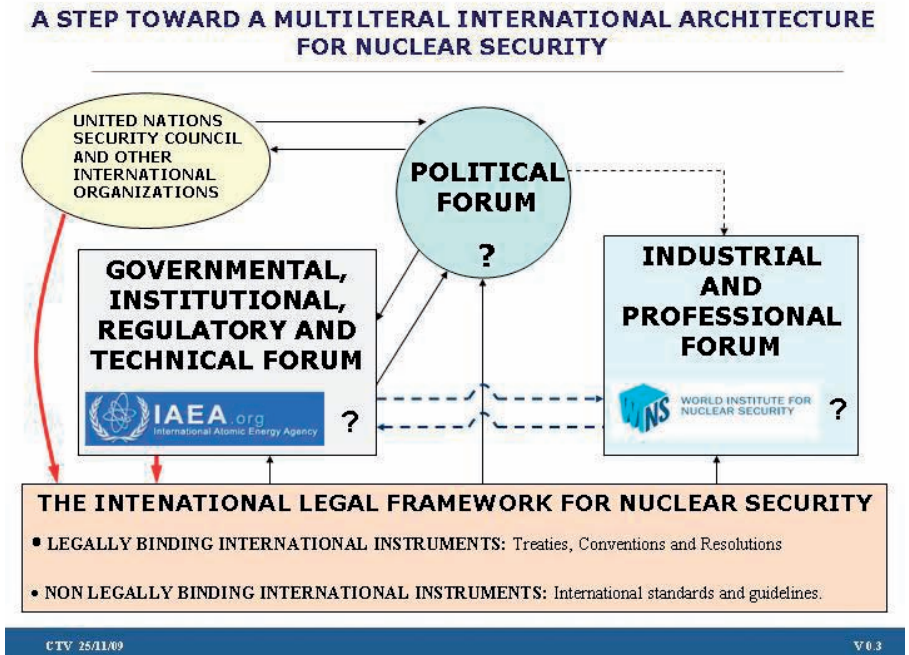 A STEP TOWARD A MULTILTERAL INTERNATIONAL ARCHITECTURE
FOR NUCLEAR SECURITY
UNITED NATIONS
SECURITY COUNCIL
AND OTHER
INTERNATIONAL
ORGANIZATIONS
POLITICAL
FORUM
?
GOVERNMENTAL,
INSTITUTIONAL,
REGULATORY AND
TECHNICAL FORUM
IAEA.org
International Atomic Energy Agency
?
INDUSTRIAL
AND
PROFESSIONAL
FORUM
WINS
WORLD INSTITUTE FOR
NUCLEAR SECURITY
?
THE INTENATIONAL LEGAL FRAMEWORK FOR NUCLEAR SECURITY
• LEGALLY BINDING INTERNATIONAL INSTRUMENTS: Treaties, Conventions and Resolutions
• NON LEGALLY BINDING INTERNATIONAL INSTRUMENTS: International standards and guidelines.
CTV 25/11/09
V 0.3